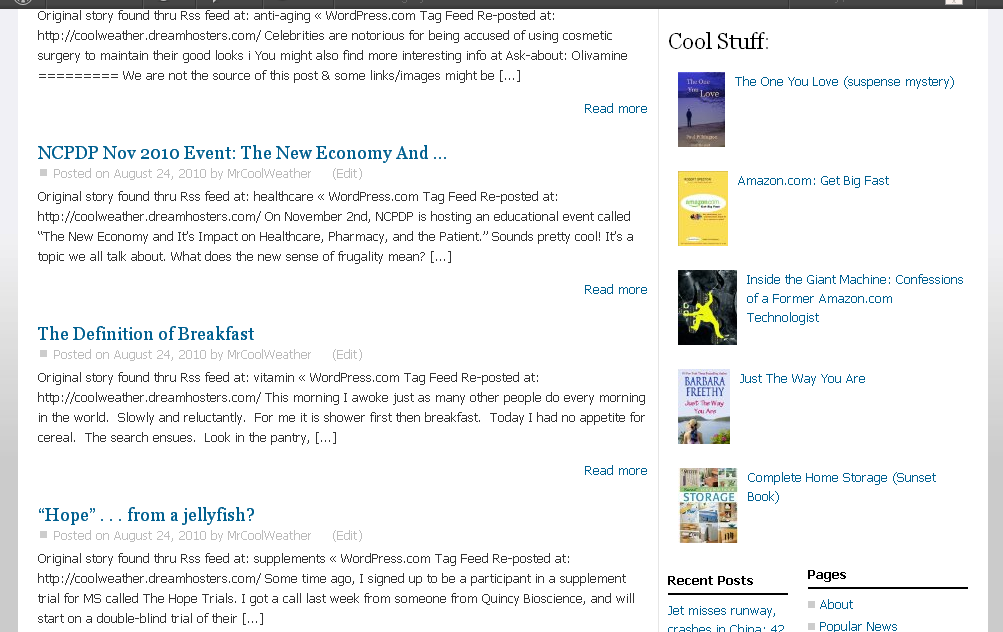 Original story found thru Rss feed at: anti-aging « WordPress.com Tag Feed Re-posted at:
http://coolweather.dreamhosters.com/ Celebrities are notorious for being accused of using cosmetic
surgery to maintain their good looks i You might also find more interesting info at Ask-about: Olivamine
========= We are not the source of this post & some links/images might be [...]
Read more
NCPDP Nov 2010 Event: The New Economy And ...
Posted on August 24, 2010 by MrCoolWeather (Edit)
Original story found thru Rss feed at: healthcare « WordPress.com Tag Feed Re-posted at:
http://coolweather.dreamhosters.com/ On November 2nd, NCPDP is hosting an educational event called
“The New Economy and It’s Impact on Healthcare, Pharmacy, and the Patient.” Sounds pretty cool! It’s a
topic we all talk about. What does the new sense of frugality mean? [...]
Read more
The Definition of Breakfast
Posted on August 24, 2010 by MrCoolWeather (Edit)
Original story found thru Rss feed at: vitamin « WordPress.com Tag Feed Re-posted at:
http://coolweather.dreamhosters.com/ This morning I awoke just as many other people do every morning
in the world. Slowly and reluctantly. For me it is shower first then breakfast. Today I had no appetite for
cereal. The search ensues. Look in the pantry, [...]
Read more
“Hope” . . . from a jellyfish?
Posted on August 24, 2010 by MrCoolWeather (Edit)
Original story found thru Rss feed at: supplements « WordPress.com Tag Feed Re-posted at:
http://coolweather.dreamhosters.com/ Some time ago, I signed up to be a participant in a supplement
trial for MS called The Hope Trials. I got a call last week from someone from Quincy Bioscience, and will
start on a double-blind trial of their [...]
Cool Stuff:
The One
You Love
The One You Love (suspense mystery)
amazon.com
Amazon.com: Get Big Fast
Inside the Giant Machine: Confessions
of a Former Amazon.com
Technologist
BARBARA
FREETHY
Just The Way
You Are
Just The Way You Are
STORAGE
Complete Home Storage (Sunset
Book)
Recent Posts
Jet misses runway,
crashes in China; 42
Pages
About
Popular News